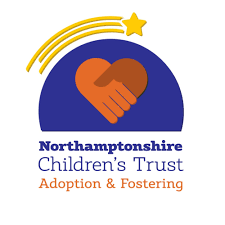 Northamptonshire
Children's Trust
Adoption & Fostering